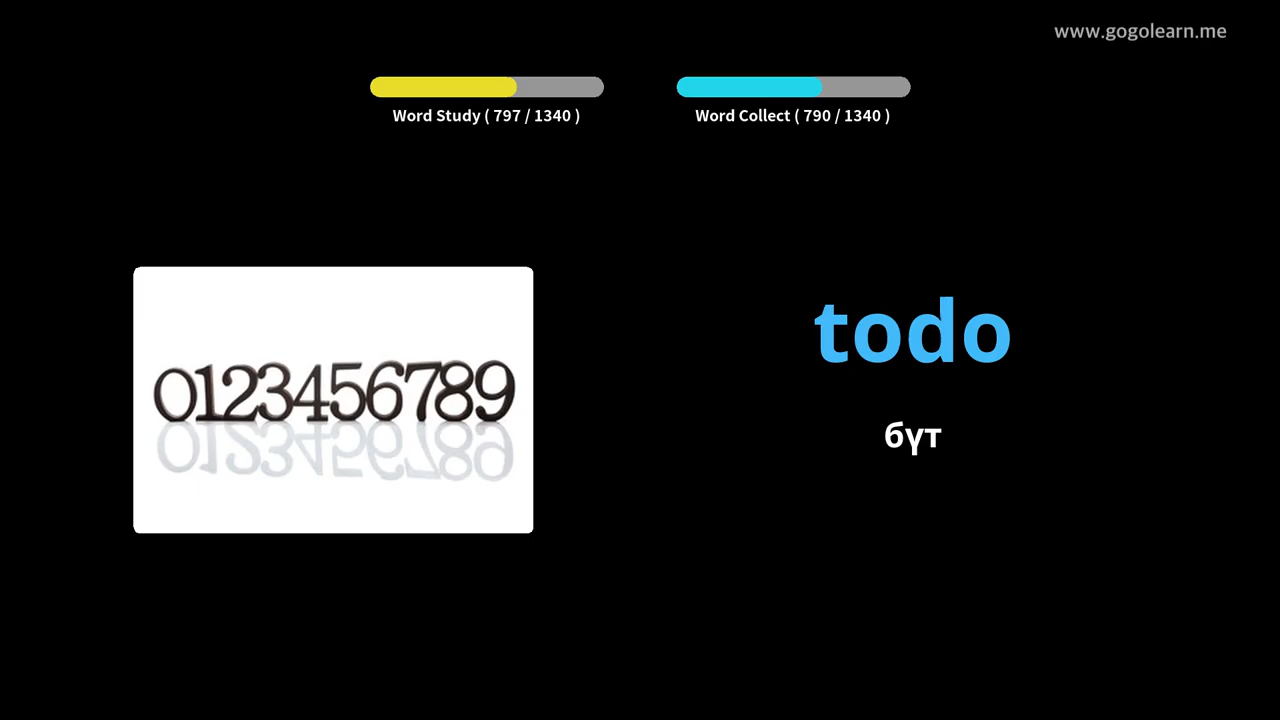 www.gogolearn.me
Word Study ( 797 / 1340 )
Word Collect ( 790 / 1340 )
0123456789
todo
бүт